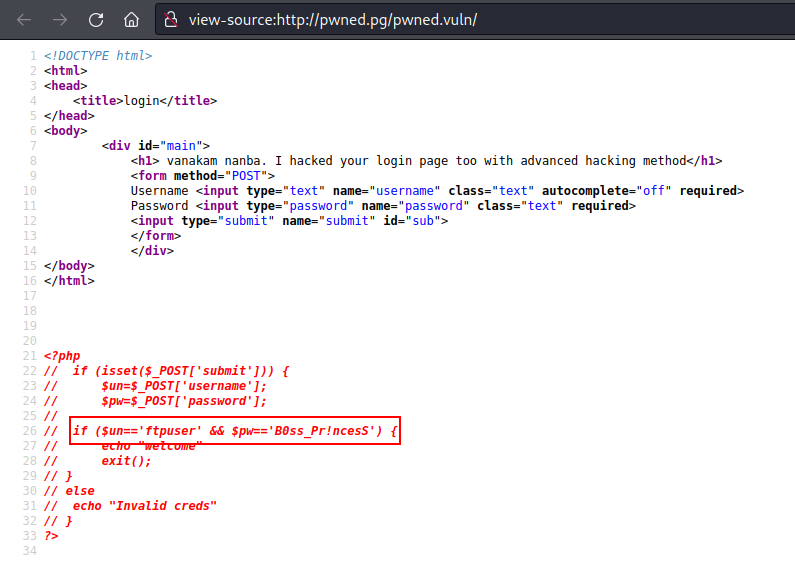 view-source:http://pwned.pg/pwned.vuln/
1 <!DOCTYPE html>
2 <html>
3 <head>
4     <title>login</title>
5 </head>
6 <body>
7         <div id="main">
8             <h1> vanakam nanba. I hacked your login page too with advanced hacking method</h1>
9             <form method="POST">
10             Username <input type="text" name="username" class="text" autocomplete="off" required>
11             Password <input type="password" name="password" class="text" required>
12             <input type="submit" name="submit" id="sub">
13             </form>
14             </div>
15 </body>
16 </html>
17
18
19
20
21 <?php
22 //  if (isset($_POST['submit'])) {
23 //      $un=$_POST['username'];
24 //      $pw=$_POST['password'];
25 //
26 //  if ($un=='ftpuser' && $pw=='B0ss_Pr!ncesS') {
27 //      echo "welcome"
28 //      exit();
29 // }
30 // else
31 //  echo "Invalid creds"
32 // }
33 ?>
34